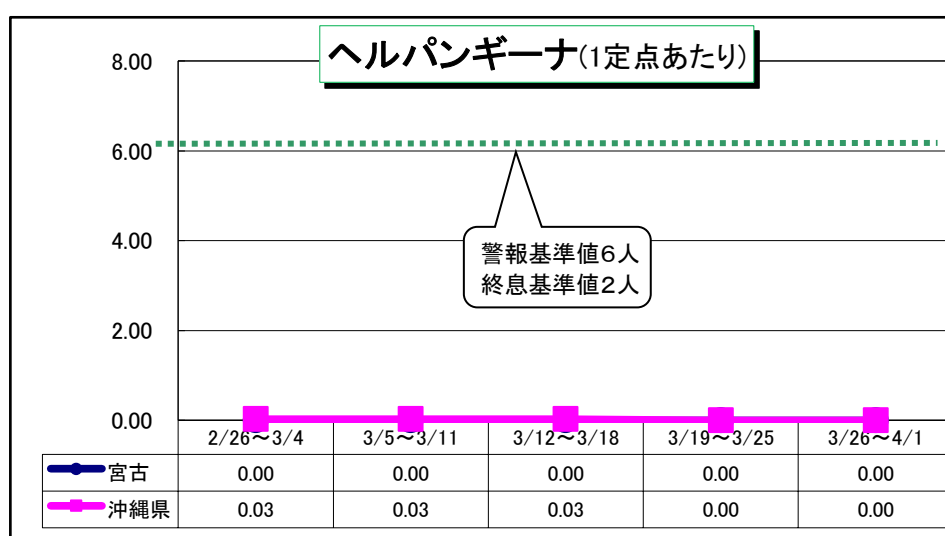 ヘルパンギーナ(1定点あたり)
8.00
6.00
4.00
2.00
0.00
警報基準値6人
終息基準値2人
2/26～3/4 3/5～3/11 3/12～3/18 3/19～3/25 3/26～4/1
宮古 0.00 0.00 0.00 0.00 0.00
沖縄県 0.03 0.03 0.03 0.00 0.00